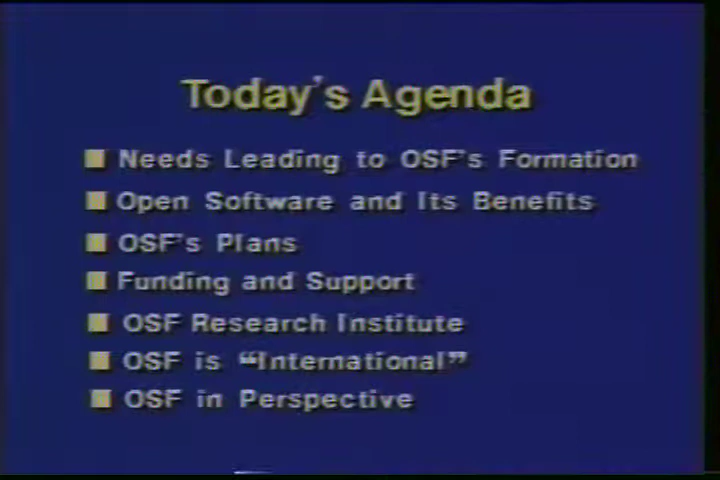 Today's Agenda
■ Needs Leading to OSF's Formation
■ Open Software and Its Benefits
■ OSF's Plans
■ Funding and Support
■ OSF Research Institute
■ OSF is “International”
■ OSF in Perspective